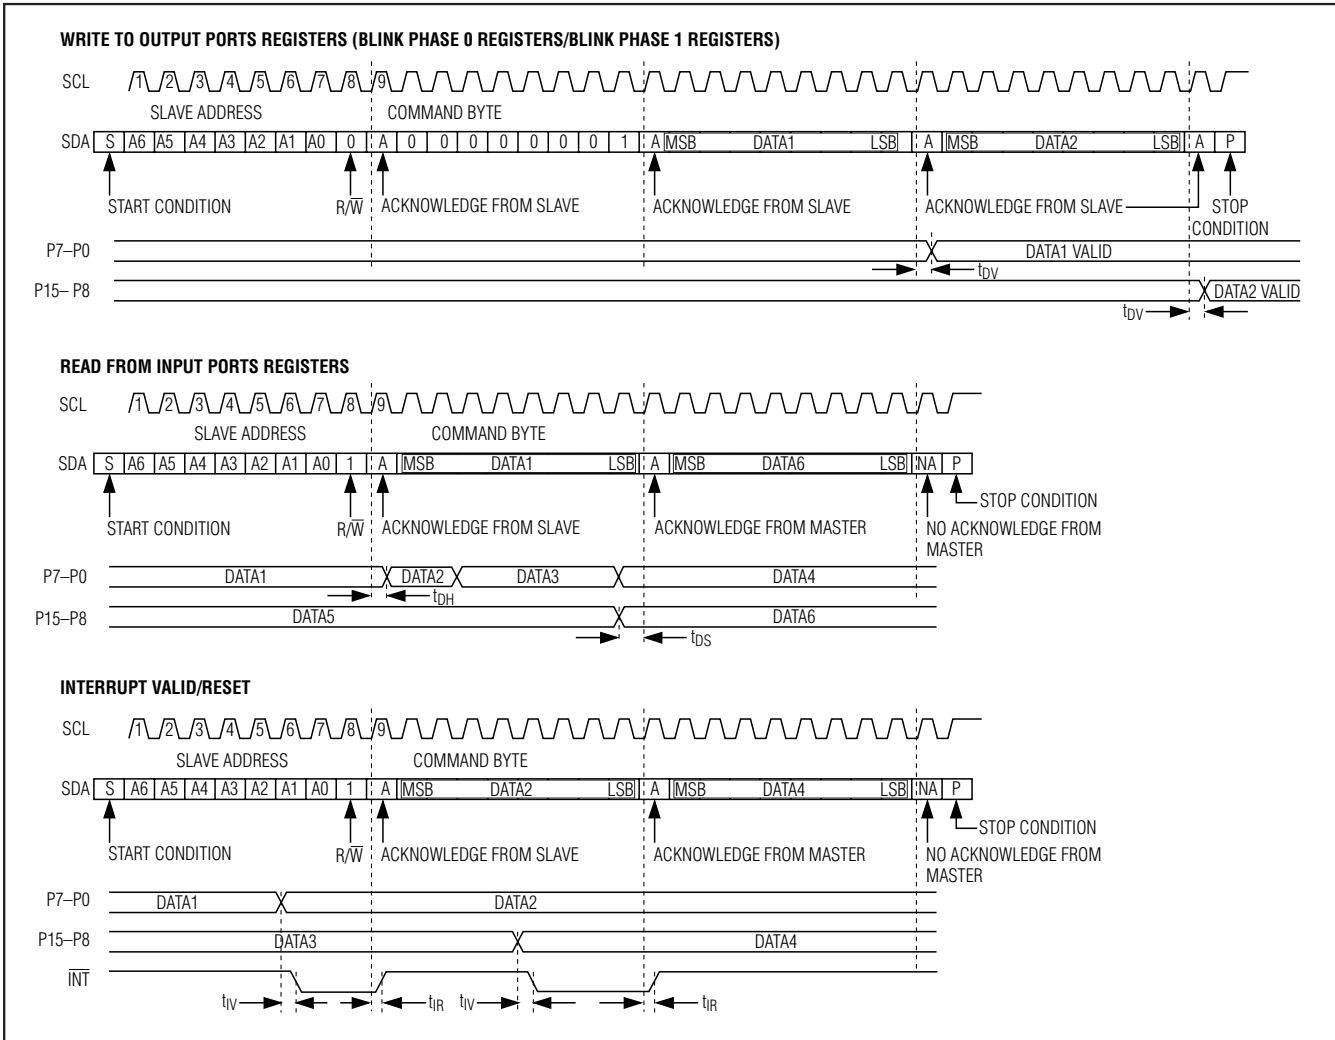 WRITE TO OUTPUT PORTS REGISTERS (BLINK PHASE 0 REGISTERS/BLINK PHASE 1 REGISTERS)
SCL 1 2 3 4 5 6 7 8 9
SLAVE ADDRESS COMMAND BYTE
SDA S A6 A5 A4 A3 A2 A1 A0 0 A 0 0 0 0 0 0 0 1 A MSB DATA1 LSB A MSB DATA2 LSB A P
START CONDITION R/W̅ ACKNOWLEDGE FROM SLAVE ACKNOWLEDGE FROM SLAVE ACKNOWLEDGE FROM SLAVE STOP
CONDITION
P7–P0 DATA1 VALID
tDV
P15– P8 DATA2 VALID
tDV
READ FROM INPUT PORTS REGISTERS
SCL 1 2 3 4 5 6 7 8 9
SLAVE ADDRESS COMMAND BYTE
SDA S A6 A5 A4 A3 A2 A1 A0 1 A MSB DATA1 LSB A MSB DATA6 LSB NA P
STOP CONDITION
START CONDITION R/W̅ ACKNOWLEDGE FROM SLAVE ACKNOWLEDGE FROM MASTER NO ACKNOWLEDGE FROM
MASTER
P7–P0 DATA1 DATA2 DATA3 DATA4
tDH
P15–P8 DATA5 DATA6
tDS
INTERRUPT VALID/RESET
SCL 1 2 3 4 5 6 7 8 9
SLAVE ADDRESS COMMAND BYTE
SDA S A6 A5 A4 A3 A2 A1 A0 1 A MSB DATA2 LSB A MSB DATA4 LSB NA P
STOP CONDITION
START CONDITION R/W̅ ACKNOWLEDGE FROM SLAVE ACKNOWLEDGE FROM MASTER NO ACKNOWLEDGE FROM
MASTER
P7–P0 DATA1 DATA2
P15–P8 DATA3 DATA4
I̅N̅T̅
tIV tIR tIV tIR